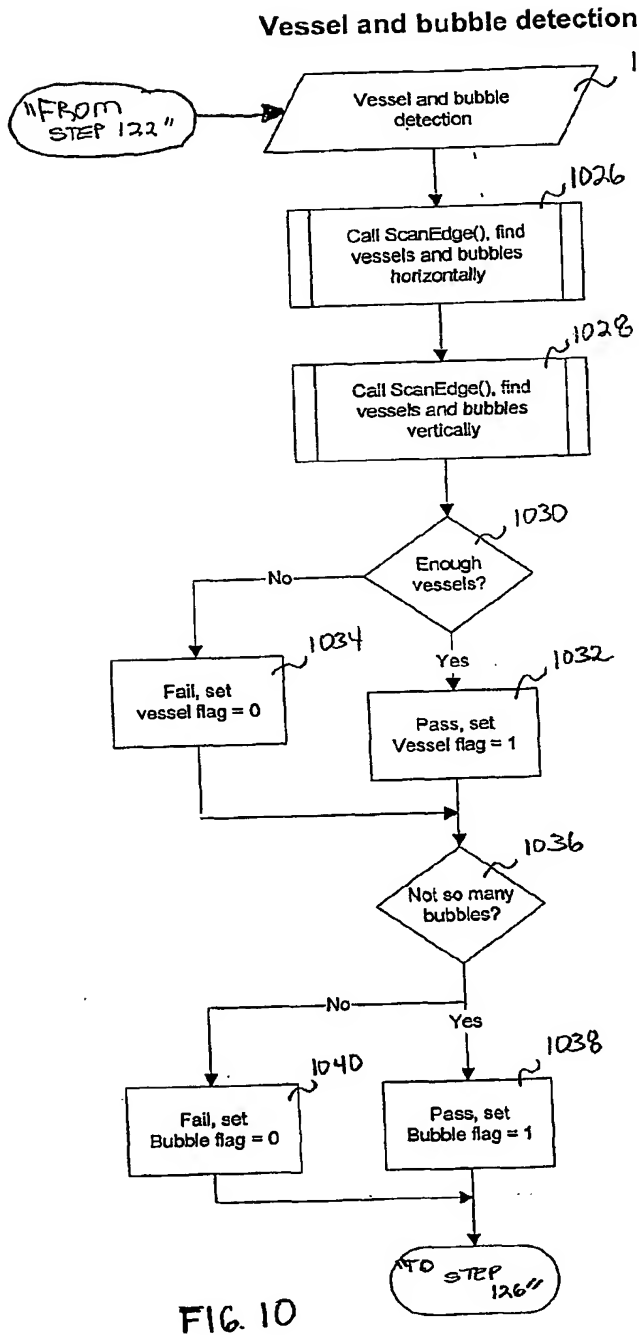 Vessel and bubble detection
"FROM
STEP 122"
Vessel and bubble
detection
1
1026
Call ScanEdge(), find
vessels and bubbles
horizontally
1028
Call ScanEdge(), find
vessels and bubbles
vertically
1030
Enough
vessels?
No
Yes
1034
Fail, set
vessel flag = 0
1032
Pass, set
Vessel flag = 1
1036
Not so many
bubbles?
No
Yes
1040
Fail, set
Bubble flag = 0
1038
Pass, set
Bubble flag = 1
"TO
STEP
126"
FIG. 10